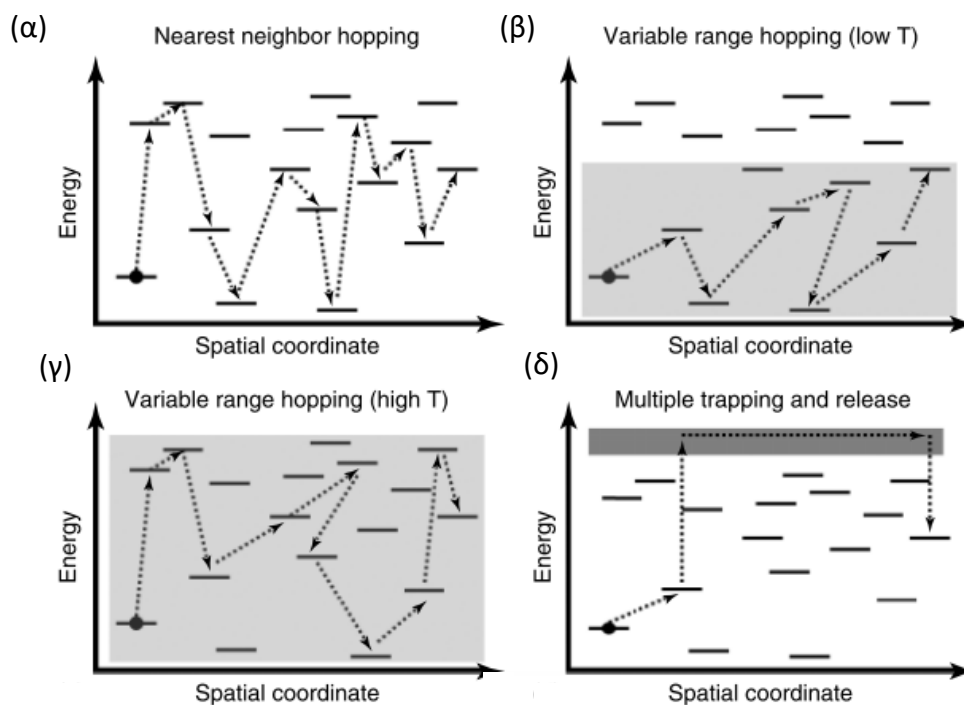 (α)
Nearest neighbor hopping
Energy
Spatial coordinate
(β)
Variable range hopping (low T)
Energy
Spatial coordinate
(γ)
Variable range hopping (high T)
Energy
Spatial coordinate
(δ)
Multiple trapping and release
Energy
Spatial coordinate